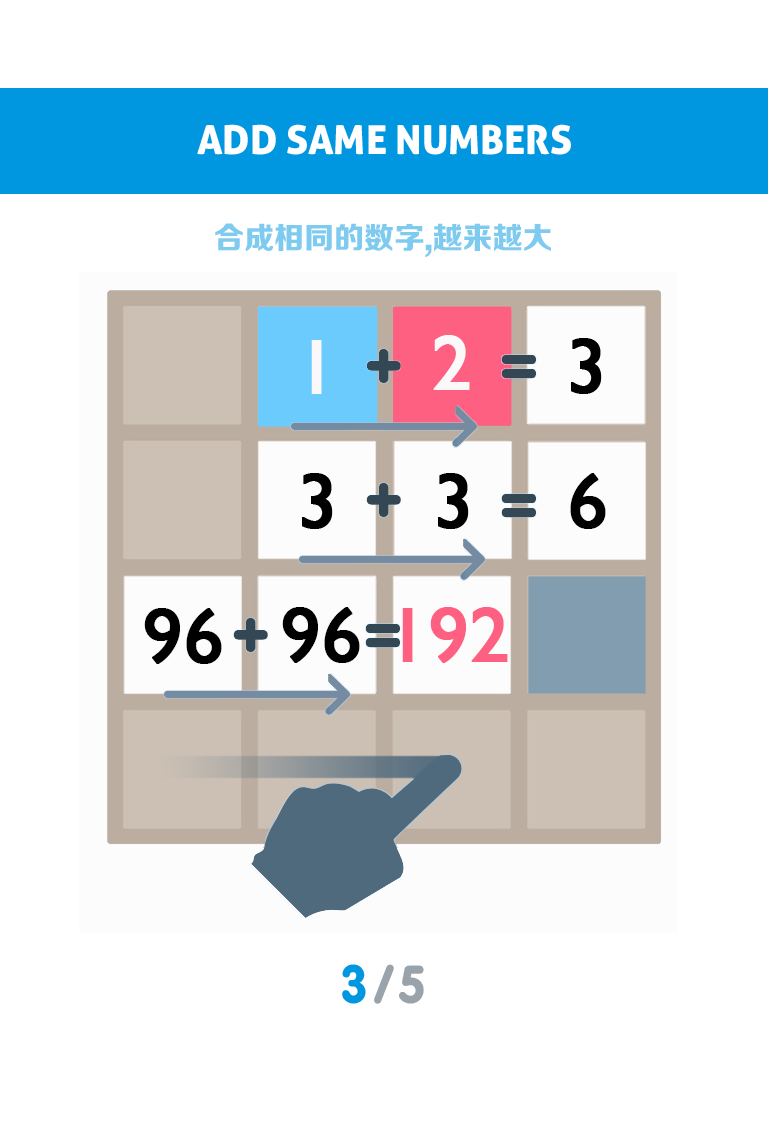 ADD SAME NUMBERS
合成相同的数字,越来越大
1 + 2 = 3
3 + 3 = 6
96 + 96 = 192
3/5